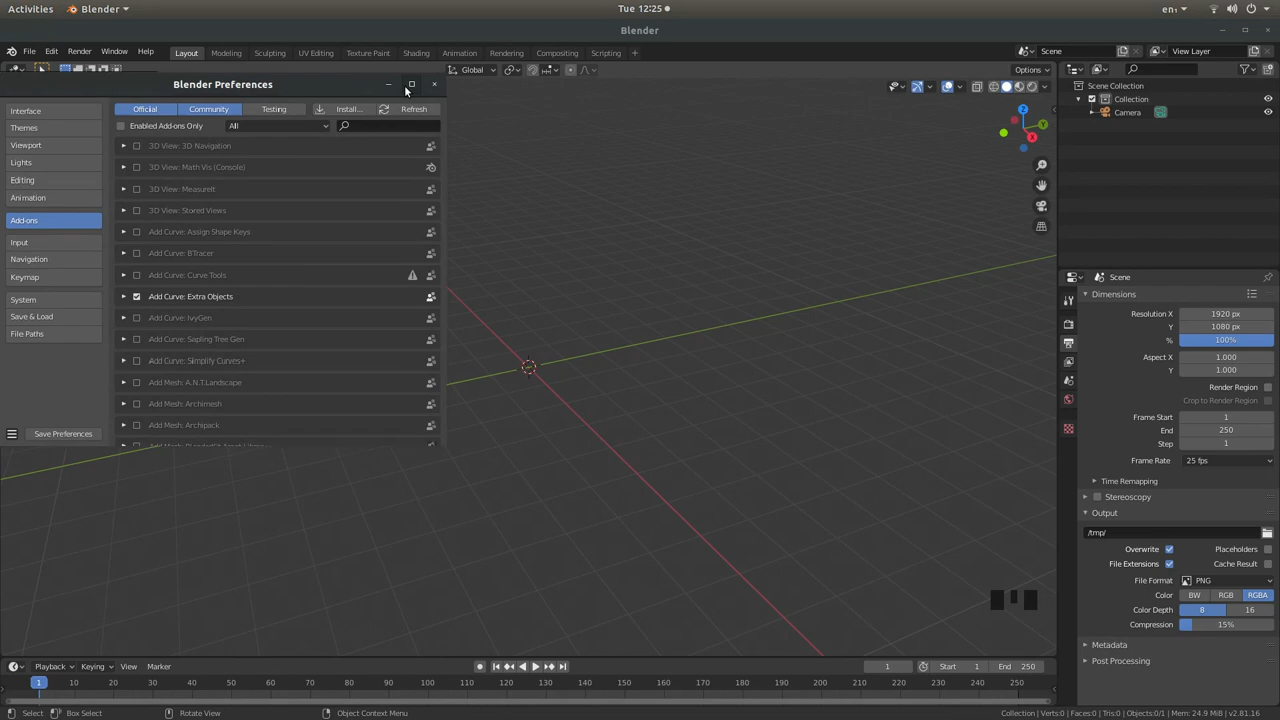 Activities Blender Tue 12:25 en₁
Blender
File Edit Render Window Help Layout Modeling Sculpting UV Editing Texture Paint Shading Animation Rendering Compositing Scripting + Scene View Layer
Global Options
Blender Preferences
Interface
Themes
Viewport
Lights
Editing
Animation
Add-ons
Input
Navigation
Keymap
System
Save & Load
File Paths
Save Preferences
Official Community Testing Install... Refresh
Enabled Add-ons Only All
3D View: 3D Navigation
3D View: Math Vis (Console)
3D View: MeasureIt
3D View: Stored Views
Add Curve: Assign Shape Keys
Add Curve: BTracer
Add Curve: Curve Tools
Add Curve: Extra Objects
Add Curve: IvyGen
Add Curve: Sapling Tree Gen
Add Curve: Simplify Curves+
Add Mesh: A.N.T.Landscape
Add Mesh: Archimesh
Add Mesh: Archipack
Z
Y
X
Scene Collection
Collection
Camera
Scene
Dimensions
Resolution X 1920 px
Y 1080 px
% 100%
Aspect X 1.000
Y 1.000
Render Region
Crop to Render Region
Frame Start 1
End 250
Step 1
Frame Rate 25 fps
Time Remapping
Stereoscopy
Output
/tmp/
Overwrite Placeholders
File Extensions Cache Result
File Format PNG
Color BW RGB RGBA
Color Depth 8 16
Compression 15%
Metadata
Post Processing
Playback Keying View Marker 1 Start 1 End 250
1 10 20 30 40 50 60 70 80 90 100 110 120 130 140 150 160 170 180 190 200 210 220 230 240 250
Select Box Select Rotate View Object Context Menu Collection | Verts:0 | Faces:0 | Tris:0 | Objects:0/1 | Mem: 24.9 MiB | v2.81.16